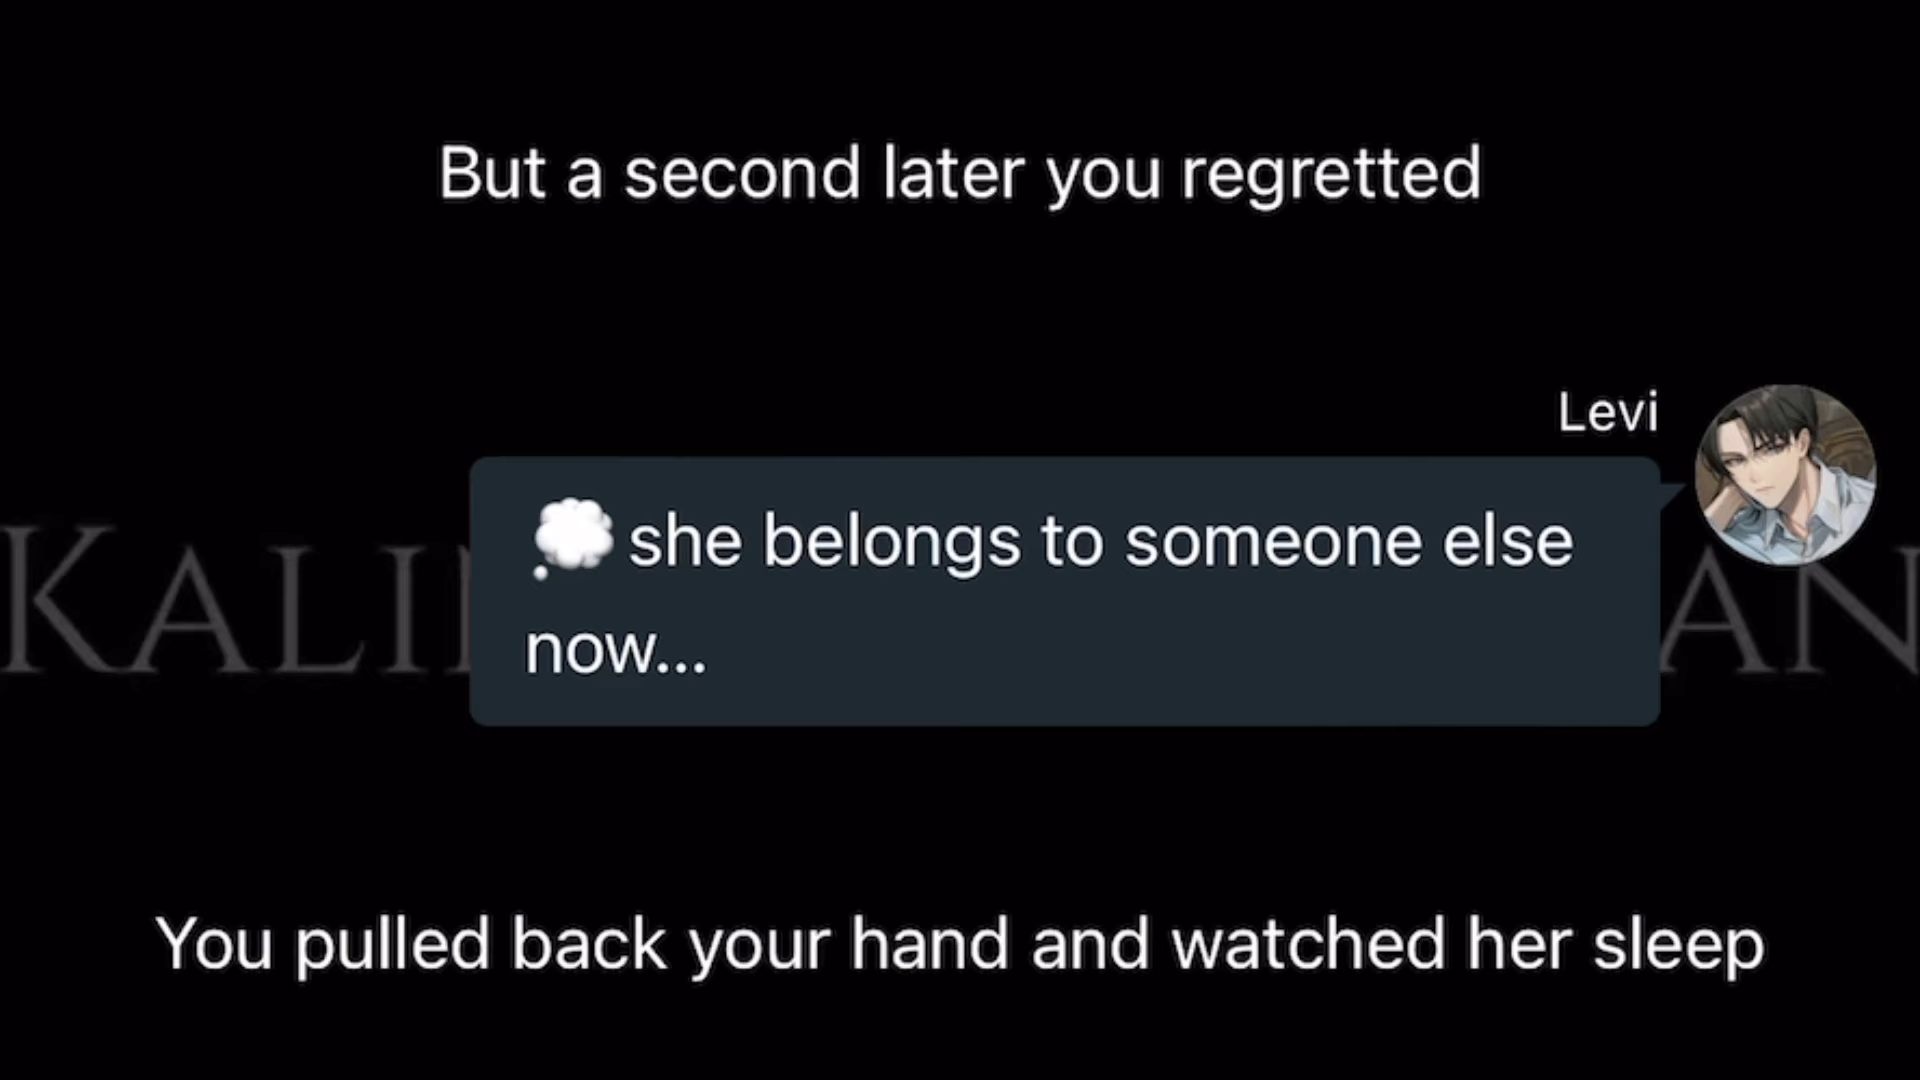 But a second later you regretted
Levi
💭 she belongs to someone else
now...
You pulled back your hand and watched her sleep